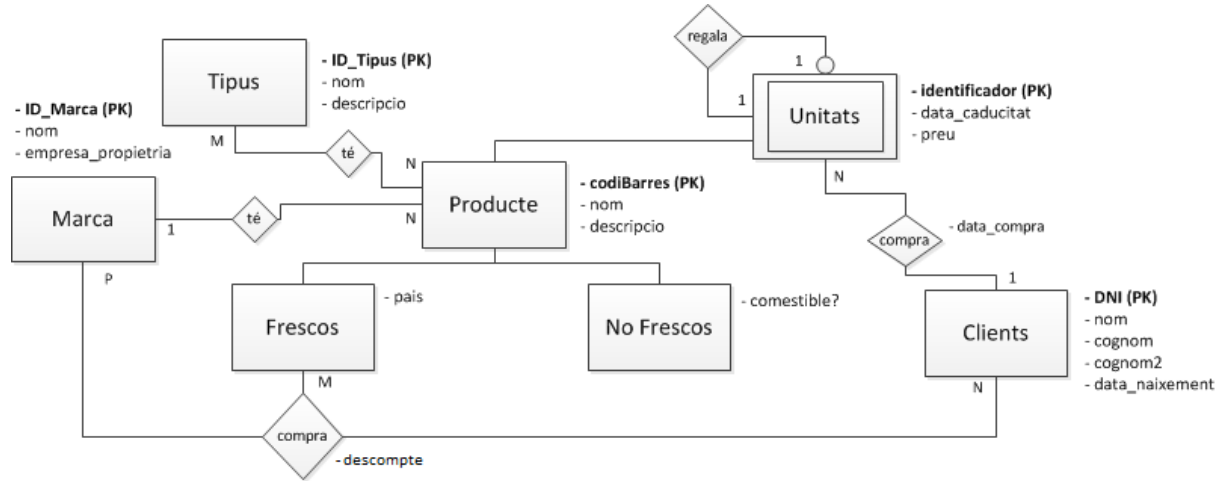 regala
1
1
Unitats
- identificador (PK)
- data_caducitat
- preu
Tipus
- ID_Tipus (PK)
- nom
- descripcio
M
- ID_Marca (PK)
- nom
- empresa_propietria
té
N
Marca
1
té
N
Producte
- codiBarres (PK)
- nom
- descripcio
N
compra
- data_compra
1
P
Frescos
- pais
No Frescos
- comestible?
Clients
- DNI (PK)
- nom
- cognom
- cognom2
- data_naixement
M
N
compra
- descompte